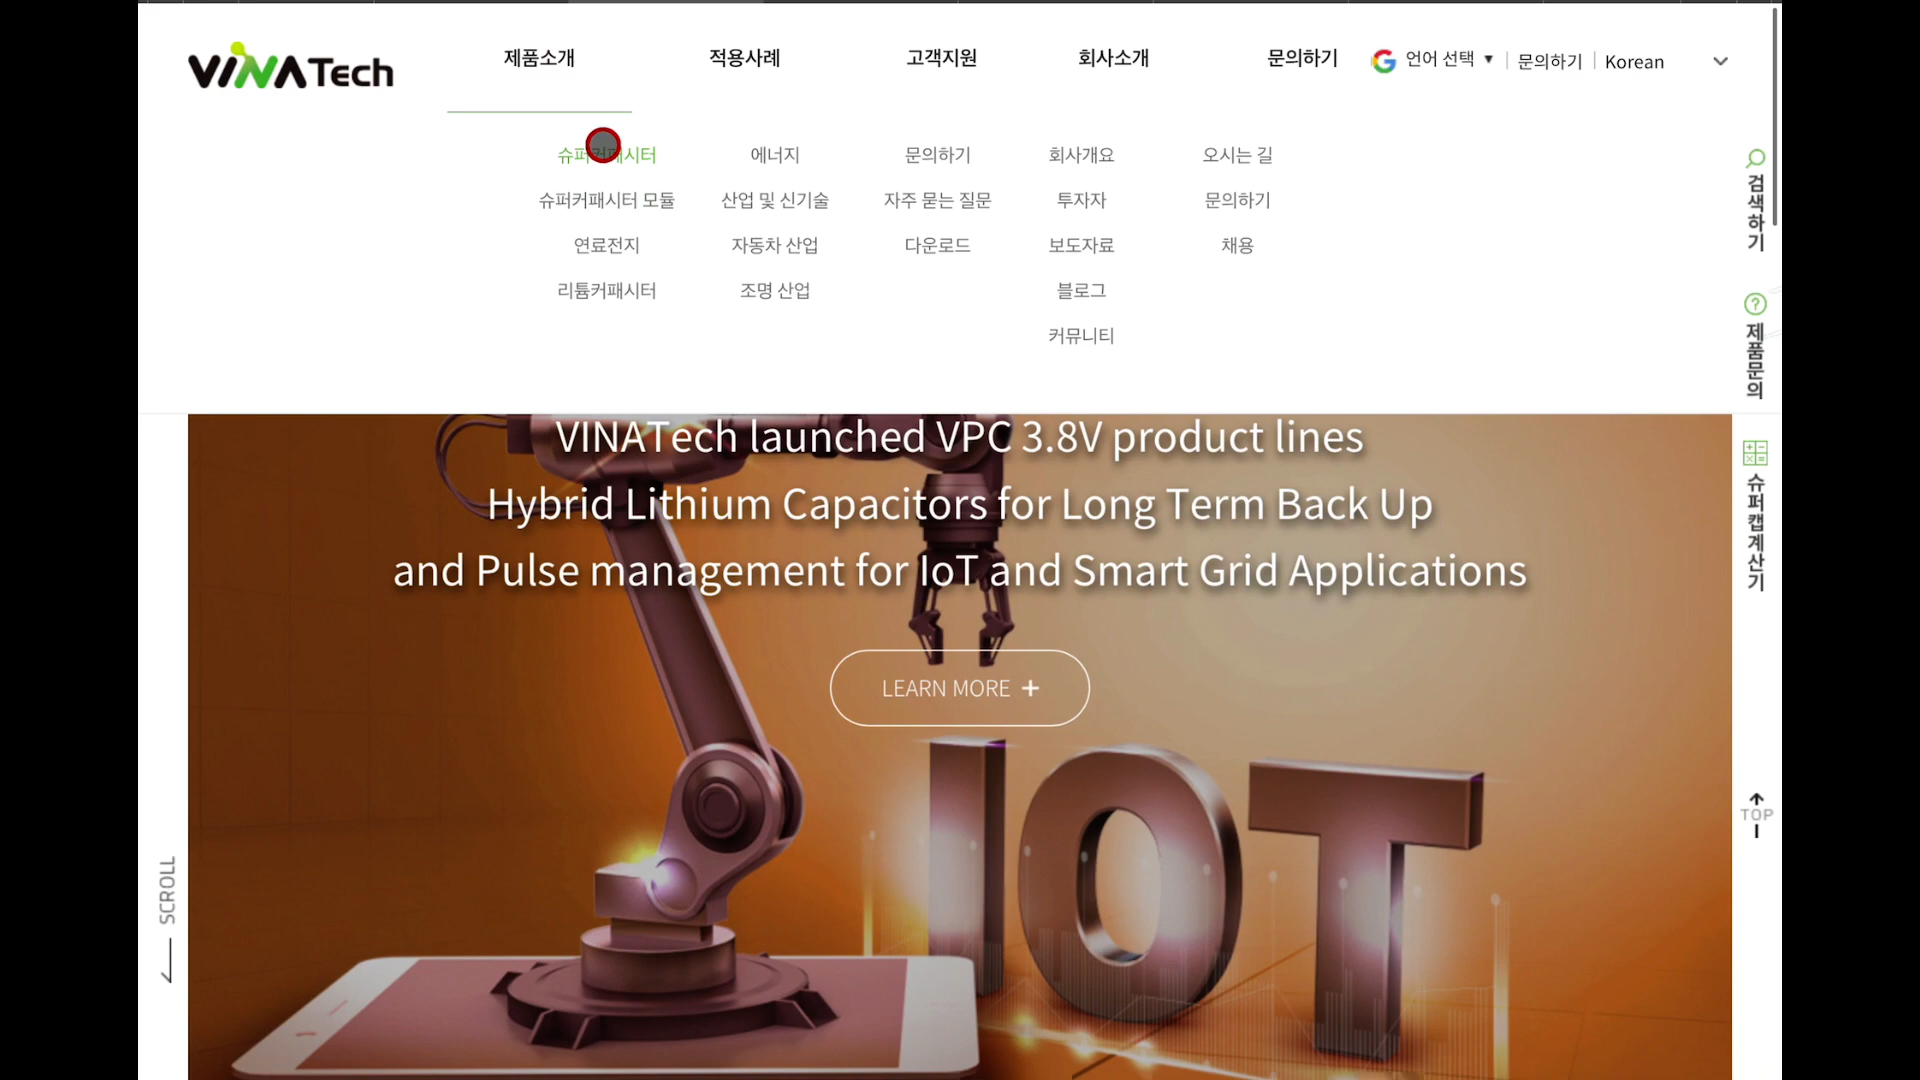 VINATech
제품소개
적용사례
고객지원
회사소개
문의하기
언어 선택 ▼
문의하기
Korean
슈퍼커패시터
슈퍼커패시터 모듈
연료전지
리튬커패시터
에너지
산업 및 신기술
자동차 산업
조명 산업
문의하기
자주 묻는 질문
다운로드
회사개요
투자자
보도자료
블로그
커뮤니티
오시는 길
문의하기
채용
검색하기
제품문의
슈퍼캡계산기
TOP
VINATech launched VPC 3.8V product lines
Hybrid Lithium Capacitors for Long Term Back Up
and Pulse management for IoT and Smart Grid Applications
LEARN MORE +
IOT
SCROLL